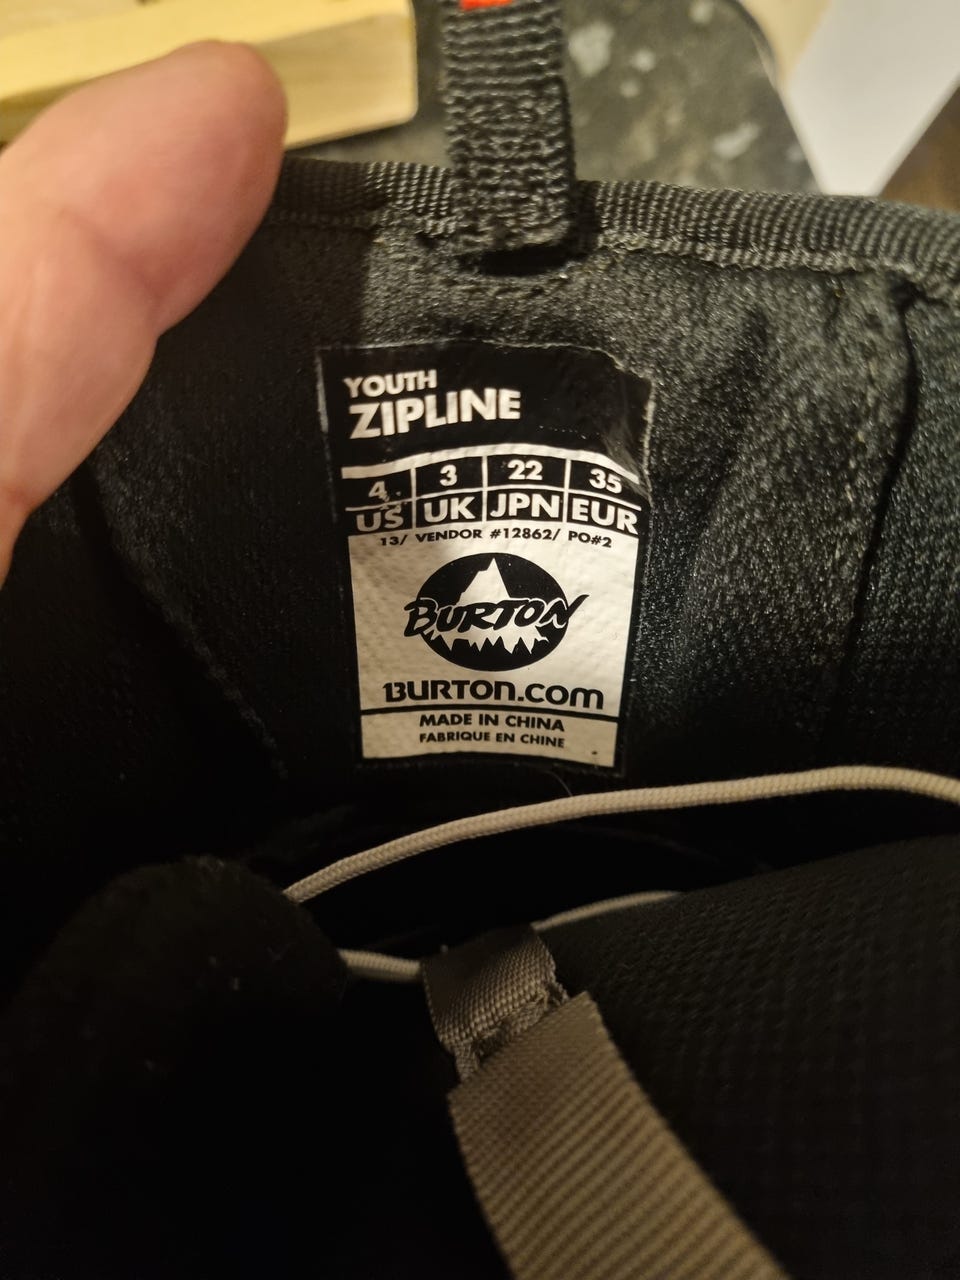 YOUTH
ZIPLINE
4 3 22 35
US UK JPN EUR
13/ VENDOR #12862/ PO#2
BURTON
BURTON.COM
MADE IN CHINA
FABRIQUE EN CHINE